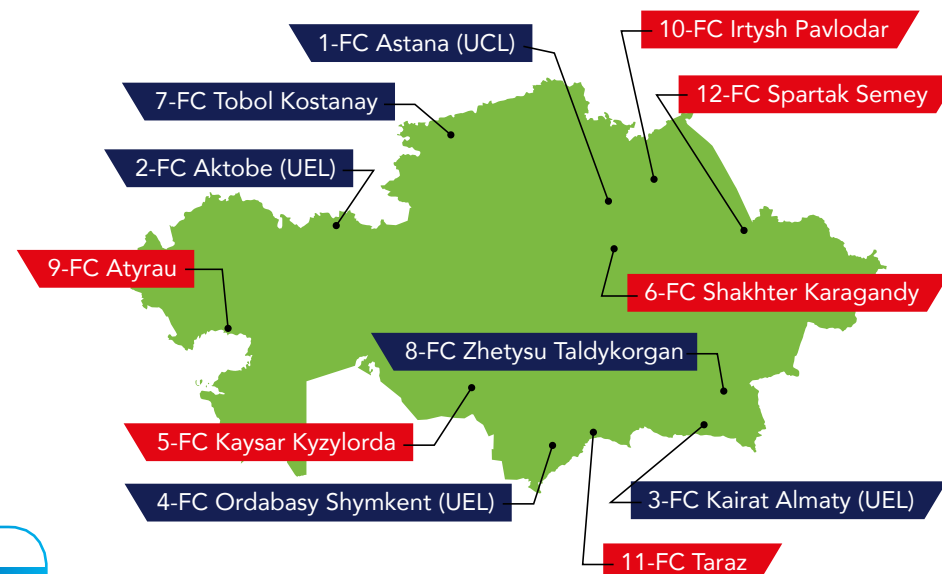 1-FC Astana (UCL)
10-FC Irtysh Pavlodar
7-FC Tobol Kostanay
12-FC Spartak Semey
2-FC Aktobe (UEL)
9-FC Atyrau
6-FC Shakhter Karagandy
8-FC Zhetysu Taldykorgan
5-FC Kaysar Kyzylorda
4-FC Ordabasy Shymkent (UEL)
3-FC Kairat Almaty (UEL)
11-FC Taraz